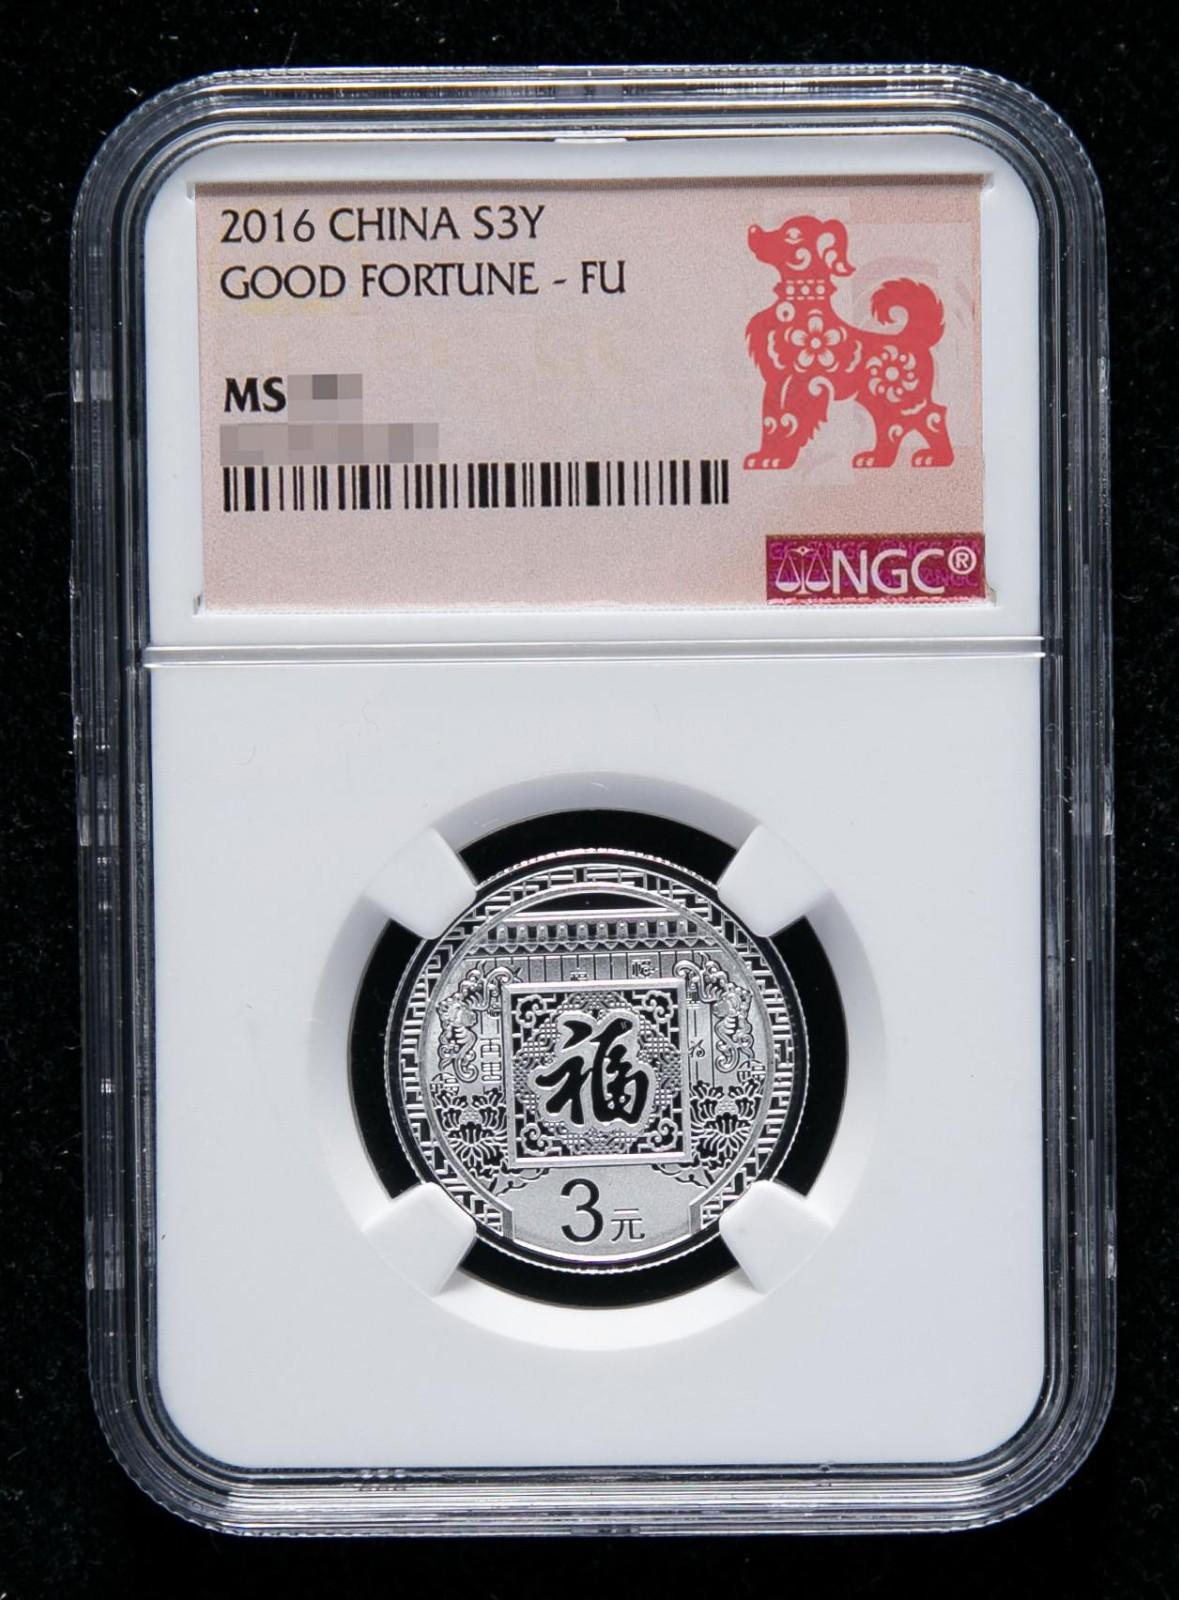 2016 CHINA S3Y
GOOD FORTUNE - FU
MS
NGC®
福
3元